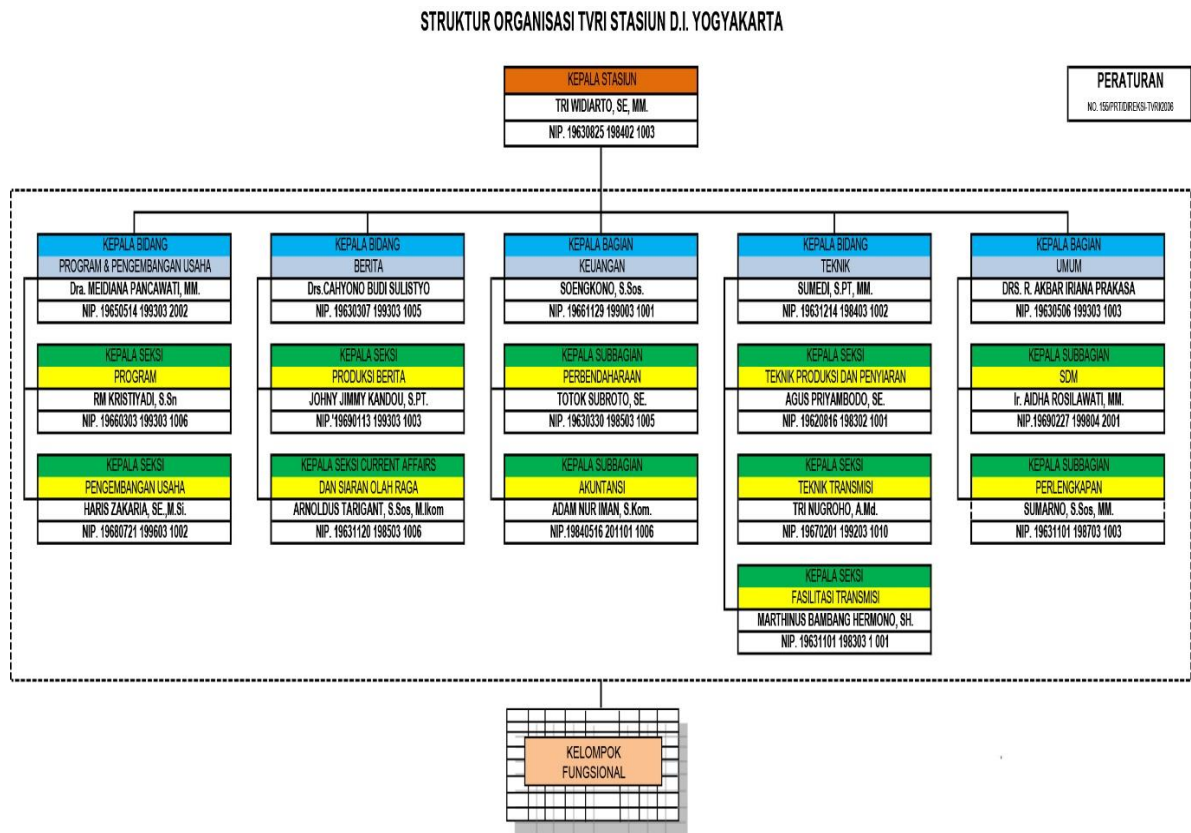 STRUKTUR ORGANISASI TVRI STASIUN D.I. YOGYAKARTA
KEPALA STASIUN
TRI WIDIARTO, SE, MM.
NIP. 19630825 198402 1003
PERATURAN
NO. 155/PRT/DIREKSI-TVRI/2006
KEPALA BIDANG
PROGRAM & PENGEMBANGAN USAHA
Dra. MEIDIANA PANCAWATI, MM.
NIP. 19650514 199303 2002
KEPALA SEKSI
PROGRAM
RM KRISTIYADI, S.Sn
NIP. 19660303 199303 1006
KEPALA SEKSI
PENGEMBANGAN USAHA
HARIS ZAKARIA, SE.,M.Si.
NIP. 19680721 199603 1002
KEPALA BIDANG
BERITA
Drs.CAHYONO BUDI SULISTYO
NIP. 19630307 199303 1005
KEPALA SEKSI
PRODUKSI BERITA
JOHNY JIMMY KANDOU, S.PT.
NIP.'19690113 199303 1003
KEPALA SEKSI CURRENT AFFAIRS
DAN SIARAN OLAH RAGA
ARNOLDUS TARIGANT, S.Sos, M.Ikom
NIP. 19631120 198503 1006
KEPALA BAGIAN
KEUANGAN
SOENGKONO, S.Sos.
NIP. 19661129 199003 1001
KEPALA SUBBAGIAN
PERBENDAHARAAN
TOTOK SUBROTO, SE.
NIP. 19630330 198503 1005
KEPALA SUBBAGIAN
AKUNTANSI
ADAM NUR IMAN, S.Kom.
NIP.19840516 201101 1006
KEPALA BIDANG
TEKNIK
SUMEDI, S.PT, MM.
NIP. 19631214 198403 1002
KEPALA SEKSI
TEKNIK PRODUKSI DAN PENYIARAN
AGUS PRIYAMBODO, SE.
NIP. 19620816 198302 1001
KEPALA SEKSI
TEKNIK TRANSMISI
TRI NUGROHO, A.Md.
NIP. 19670201 199203 1010
KEPALA SEKSI
FASILITASI TRANSMISI
MARTHINUS BAMBANG HERMONO, SH.
NIP. 19631101 198303 1 001
KEPALA BAGIAN
UMUM
DRS. R. AKBAR IRIANA PRAKASA
NIP. 19630506 199303 1003
KEPALA SUBBAGIAN
SDM
Ir. AIDHA ROSILAWATI, MM.
NIP.19690227 199804 2001
KEPALA SUBBAGIAN
PERLENGKAPAN
SUMARNO, S.Sos, MM.
NIP. 19631101 198703 1003
KELOMPOK
FUNGSIONAL